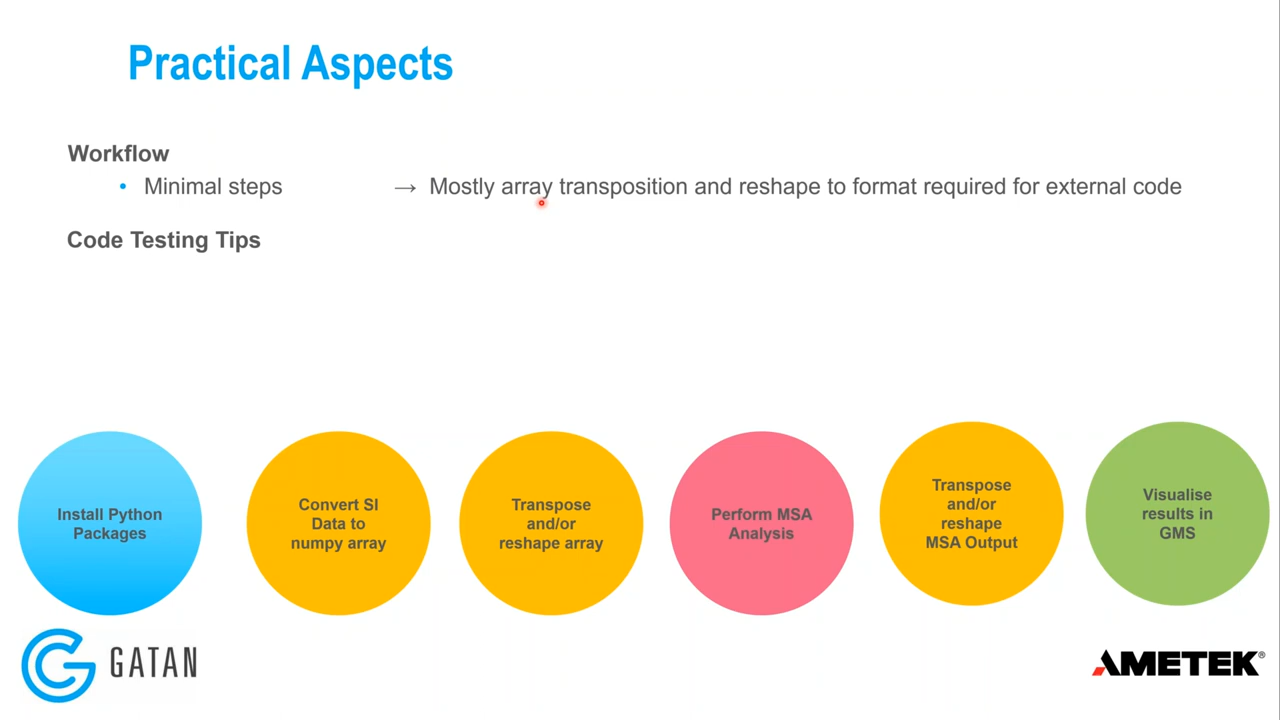 Practical Aspects
Workflow
• Minimal steps → Mostly array transposition and reshape to format required for external code
Code Testing Tips
Install Python
Packages
Convert SI
Data to
numpy array
Transpose
and/or
reshape array
Perform MSA
Analysis
Transpose
and/or
reshape
MSA Output
Visualise
results in
GMS
GATAN
AMETEK®